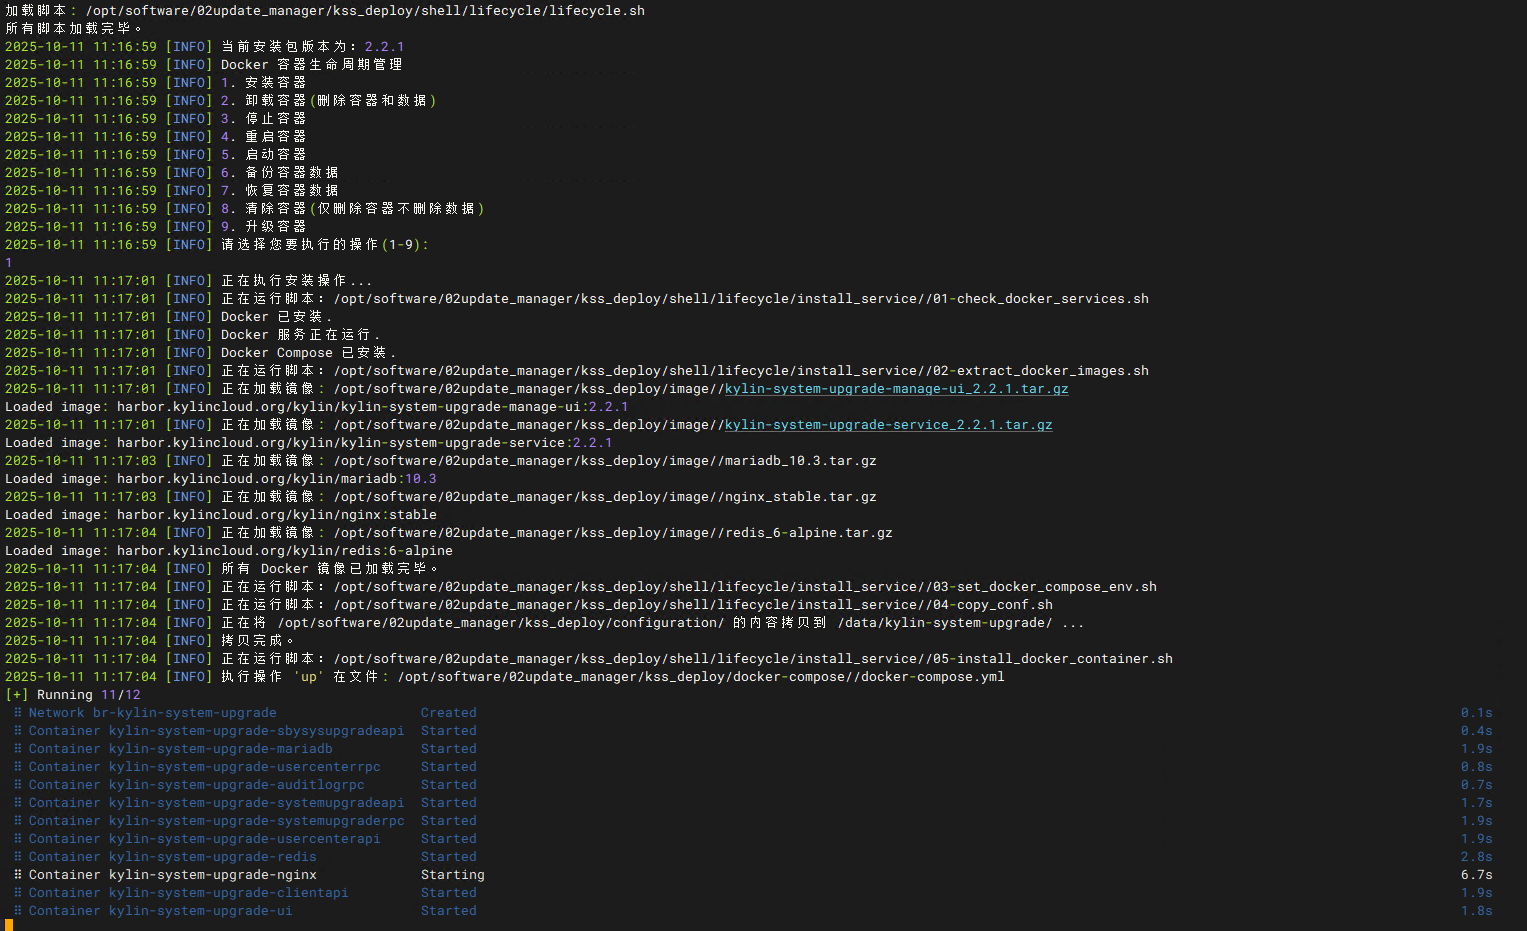 加载脚本: /opt/software/02update_manager/kss_deploy/shell/lifecycle/lifecycle.sh
所有脚本加载完毕。
2025-10-11 11:16:59 [INFO] 当前安装包版本为: 2.2.1
2025-10-11 11:16:59 [INFO] Docker 容器生命周期管理
2025-10-11 11:16:59 [INFO] 1. 安装容器
2025-10-11 11:16:59 [INFO] 2. 卸载容器(删除容器和数据)
2025-10-11 11:16:59 [INFO] 3. 停止容器
2025-10-11 11:16:59 [INFO] 4. 重启容器
2025-10-11 11:16:59 [INFO] 5. 启动容器
2025-10-11 11:16:59 [INFO] 6. 备份容器数据
2025-10-11 11:16:59 [INFO] 7. 恢复容器数据
2025-10-11 11:16:59 [INFO] 8. 清除容器(仅删除容器不删除数据)
2025-10-11 11:16:59 [INFO] 9. 升级容器
2025-10-11 11:16:59 [INFO] 请选择您要执行的操作(1-9):
1
2025-10-11 11:17:01 [INFO] 正在执行安装操作...
2025-10-11 11:17:01 [INFO] 正在运行脚本: /opt/software/02update_manager/kss_deploy/shell/lifecycle/install_service//01-check_docker_services.sh
2025-10-11 11:17:01 [INFO] Docker 已安装.
2025-10-11 11:17:01 [INFO] Docker 服务正在运行.
2025-10-11 11:17:01 [INFO] Docker Compose 已安装.
2025-10-11 11:17:01 [INFO] 正在运行脚本: /opt/software/02update_manager/kss_deploy/shell/lifecycle/install_service//02-extract_docker_images.sh
2025-10-11 11:17:01 [INFO] 正在加载镜像: /opt/software/02update_manager/kss_deploy/image//kylin-system-upgrade-manage-ui_2.2.1.tar.gz
Loaded image: harbor.kylincloud.org/kylin/kylin-system-upgrade-manage-ui:2.2.1
2025-10-11 11:17:01 [INFO] 正在加载镜像: /opt/software/02update_manager/kss_deploy/image//kylin-system-upgrade-service_2.2.1.tar.gz
Loaded image: harbor.kylincloud.org/kylin/kylin-system-upgrade-service:2.2.1
2025-10-11 11:17:03 [INFO] 正在加载镜像: /opt/software/02update_manager/kss_deploy/image//mariadb_10.3.tar.gz
Loaded image: harbor.kylincloud.org/kylin/mariadb:10.3
2025-10-11 11:17:03 [INFO] 正在加载镜像: /opt/software/02update_manager/kss_deploy/image//nginx_stable.tar.gz
Loaded image: harbor.kylincloud.org/kylin/nginx:stable
2025-10-11 11:17:04 [INFO] 正在加载镜像: /opt/software/02update_manager/kss_deploy/image//redis_6-alpine.tar.gz
Loaded image: harbor.kylincloud.org/kylin/redis:6-alpine
2025-10-11 11:17:04 [INFO] 所有 Docker 镜像已加载完毕。
2025-10-11 11:17:04 [INFO] 正在运行脚本: /opt/software/02update_manager/kss_deploy/shell/lifecycle/install_service//03-set_docker_compose_env.sh
2025-10-11 11:17:04 [INFO] 正在运行脚本: /opt/software/02update_manager/kss_deploy/shell/lifecycle/install_service//04-copy_conf.sh
2025-10-11 11:17:04 [INFO] 正在将 /opt/software/02update_manager/kss_deploy/configuration/ 的内容拷贝到 /data/kylin-system-upgrade/ ...
2025-10-11 11:17:04 [INFO] 拷贝完成。
2025-10-11 11:17:04 [INFO] 正在运行脚本: /opt/software/02update_manager/kss_deploy/shell/lifecycle/install_service//05-install_docker_container.sh
2025-10-11 11:17:04 [INFO] 执行操作 'up' 在文件: /opt/software/02update_manager/kss_deploy/docker-compose//docker-compose.yml
[+] Running 11/12
⠿ Network br-kylin-system-upgrade Created 0.1s
⠿ Container kylin-system-upgrade-sbysysupgradeapi Started 0.4s
⠿ Container kylin-system-upgrade-mariadb Started 1.9s
⠿ Container kylin-system-upgrade-usercenterrpc Started 0.8s
⠿ Container kylin-system-upgrade-auditlogrpc Started 0.7s
⠿ Container kylin-system-upgrade-systemupgradeapi Started 1.7s
⠿ Container kylin-system-upgrade-systemupgraderpc Started 1.9s
⠿ Container kylin-system-upgrade-usercenterapi Started 1.9s
⠿ Container kylin-system-upgrade-redis Started 2.8s
⠿ Container kylin-system-upgrade-nginx Starting 6.7s
⠿ Container kylin-system-upgrade-clientapi Started 1.9s
⠿ Container kylin-system-upgrade-ui Started 1.8s